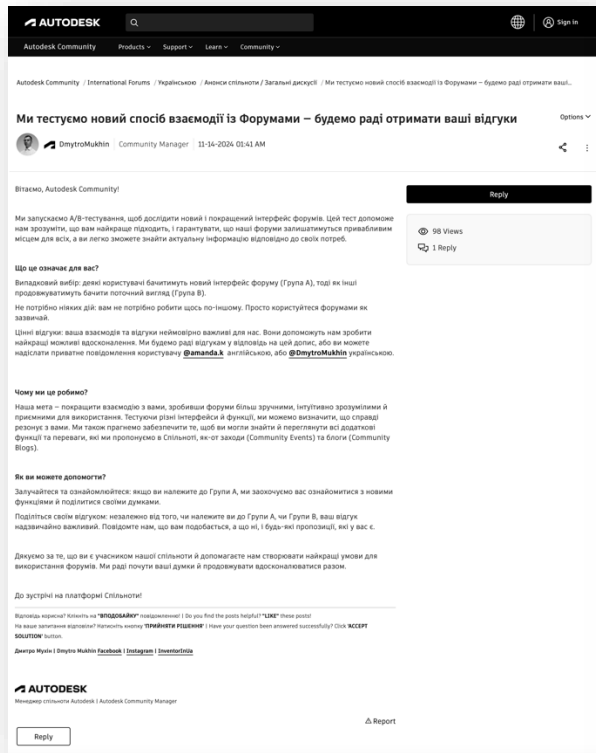 AUTODESK
Sign in
Autodesk Community Products Support Learn Community
Autodesk Community / International Forums / Українською / Анонси спільноти / Загальні дискусії / Ми тестуємо новий спосіб взаємодії із Форумами – будемо раді отримати ваші...
Ми тестуємо новий спосіб взаємодії із Форумами – будемо раді отримати ваші відгуки
Options
DmytroMukhin Community Manager 11-14-2024 01:41 AM
Вітаємо, Autodesk Community!
Reply
Ми запускаємо А/В-тестування, щоб дослідити новий і покращений інтерфейс форумів. Цей тест допоможе
нам зрозуміти, що вам найкраще підходить, і гарантувати, що наші форуми залишатимуться привабливим
місцем для всіх, а ви легко зможете знайти актуальну інформацію відповідно до своїх потреб.
98 Views
1 Reply
Що це означає для вас?
Випадковий вибір: деякі користувачі бачитимуть новий інтерфейс форуму (Група А), тоді як інші
продовжуватимуть бачити поточний вигляд (Група В).
Не потрібно ніяких дій: вам не потрібно робити щось по-іншому. Просто користуйтеся форумами як
зазвичай.
Цінні відгуки: ваша взаємодія та відгуки неймовірно важливі для нас. Вони допоможуть нам зробити
найкращі можливі вдосконалення. Ми будемо раді відгукам у відповідь на цей допис, або ви можете
надіслати приватне повідомлення користувачу @amanda.k англійською, або @DmytroMukhin українською.
Чому ми це робимо?
Наша мета – покращити взаємодію з вами, зробивши форуми більш зручними, інтуїтивно зрозумілими й
приємними для використання. Тестуючи різні інтерфейси й функції, ми можемо визначити, що справді
резонує з вами. Ми також прагнемо забезпечити те, щоб ви могли знайти й переглянути всі додаткові
функції та переваги, які ми пропонуємо в Спільноті, як-от заходи (Community Events) та блоги (Community
Blogs).
Як ви можете допомогти?
Залучайтеся та ознайомлюйтеся: якщо ви належите до Групи А, ми заохочуємо вас ознайомитися з новими
функціями й поділитися своїми думками.
Поділіться своїм відгуком: незалежно від того, чи належите ви до Групи А, чи Групи В, ваш відгук
надзвичайно важливий. Повідомте нам, що вам подобається, а що ні, і будь-які пропозиції, які у вас є.
Дякуємо за те, що ви є учасником нашої спільноти й допомагаєте нам створювати найкращі умови для
використання форумів. Ми раді почути ваші думки й продовжувати вдосконалюватися разом.
До зустрічі на платформі Спільноти!
Відповідь корисна? Клікніть на "ВПОДОБАЙКУ" повідомленню! | Do you find the posts helpful? "LIKE" these posts!
На ваше запитання відповіли? Натисніть кнопку 'ПРИЙНЯТИ РІШЕННЯ' | Have your question been answered successfully? Click 'ACCEPT
SOLUTION' button.
Дмитро Мухін | Dmytro Mukhin Facebook | Instagram | InventorInUa
AUTODESK
Менеджер спільноти Autodesk | Autodesk Community Manager
Report
Reply